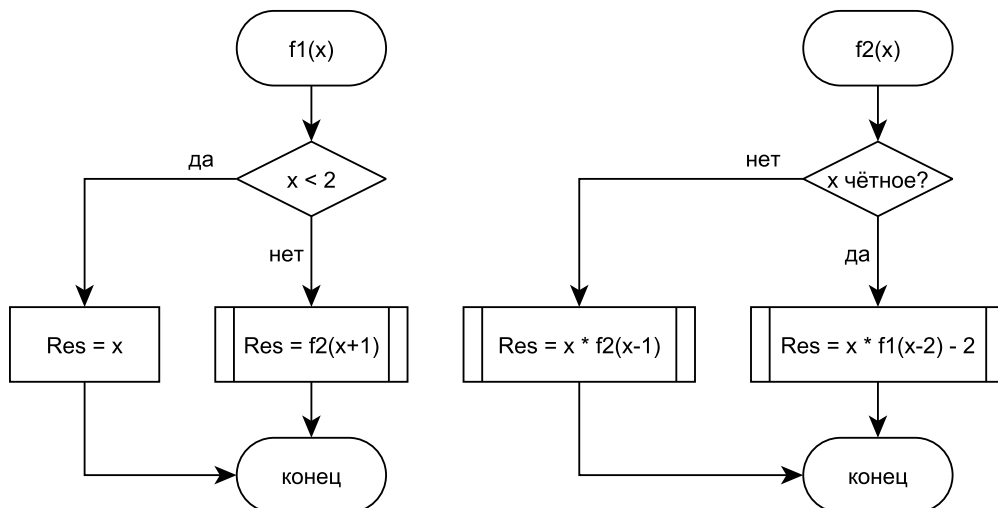 f1(x)
да
x < 2
нет
Res = x
Res = f2(x+1)
конец
f2(x)
нет
x чётное?
да
Res = x * f2(x-1)
Res = x * f1(x-2) - 2
конец